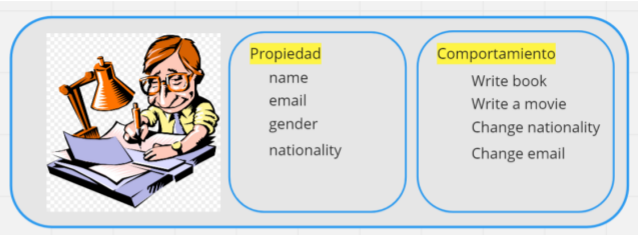 Propiedad
name
email
gender
nationality
Comportamiento
Write book
Write a movie
Change nationality
Change email